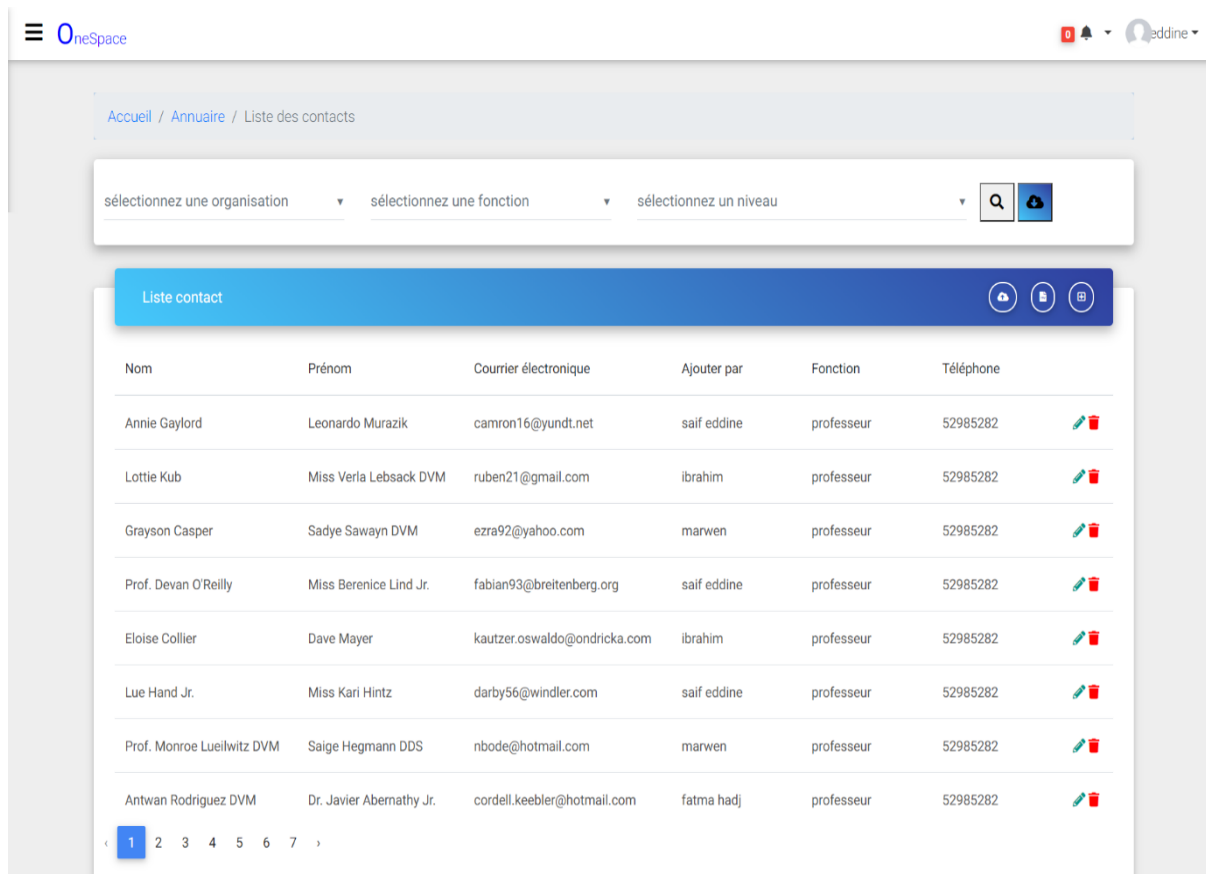 OneSpace
0 eddine
Accueil / Annuaire / Liste des contacts
sélectionnez une organisation sélectionnez une fonction sélectionnez un niveau
Liste contact
Nom Prénom Courrier électronique Ajouter par Fonction Téléphone
Annie Gaylord Leonardo Murazik camron16@yundt.net saif eddine professeur 52985282
Lottie Kub Miss Verla Lebsack DVM ruben21@gmail.com ibrahim professeur 52985282
Grayson Casper Sadye Sawayn DVM ezra92@yahoo.com marwen professeur 52985282
Prof. Devan O'Reilly Miss Berenice Lind Jr. fabian93@breitenberg.org saif eddine professeur 52985282
Eloise Collier Dave Mayer kautzer.oswaldo@ondricka.com ibrahim professeur 52985282
Lue Hand Jr. Miss Kari Hintz darby56@windler.com saif eddine professeur 52985282
Prof. Monroe Lueilwitz DVM Saige Hegmann DDS nbode@hotmail.com marwen professeur 52985282
Antwan Rodriguez DVM Dr. Javier Abernathy Jr. cordell.keebler@hotmail.com fatma hadj professeur 52985282
‹ 1 2 3 4 5 6 7 ›